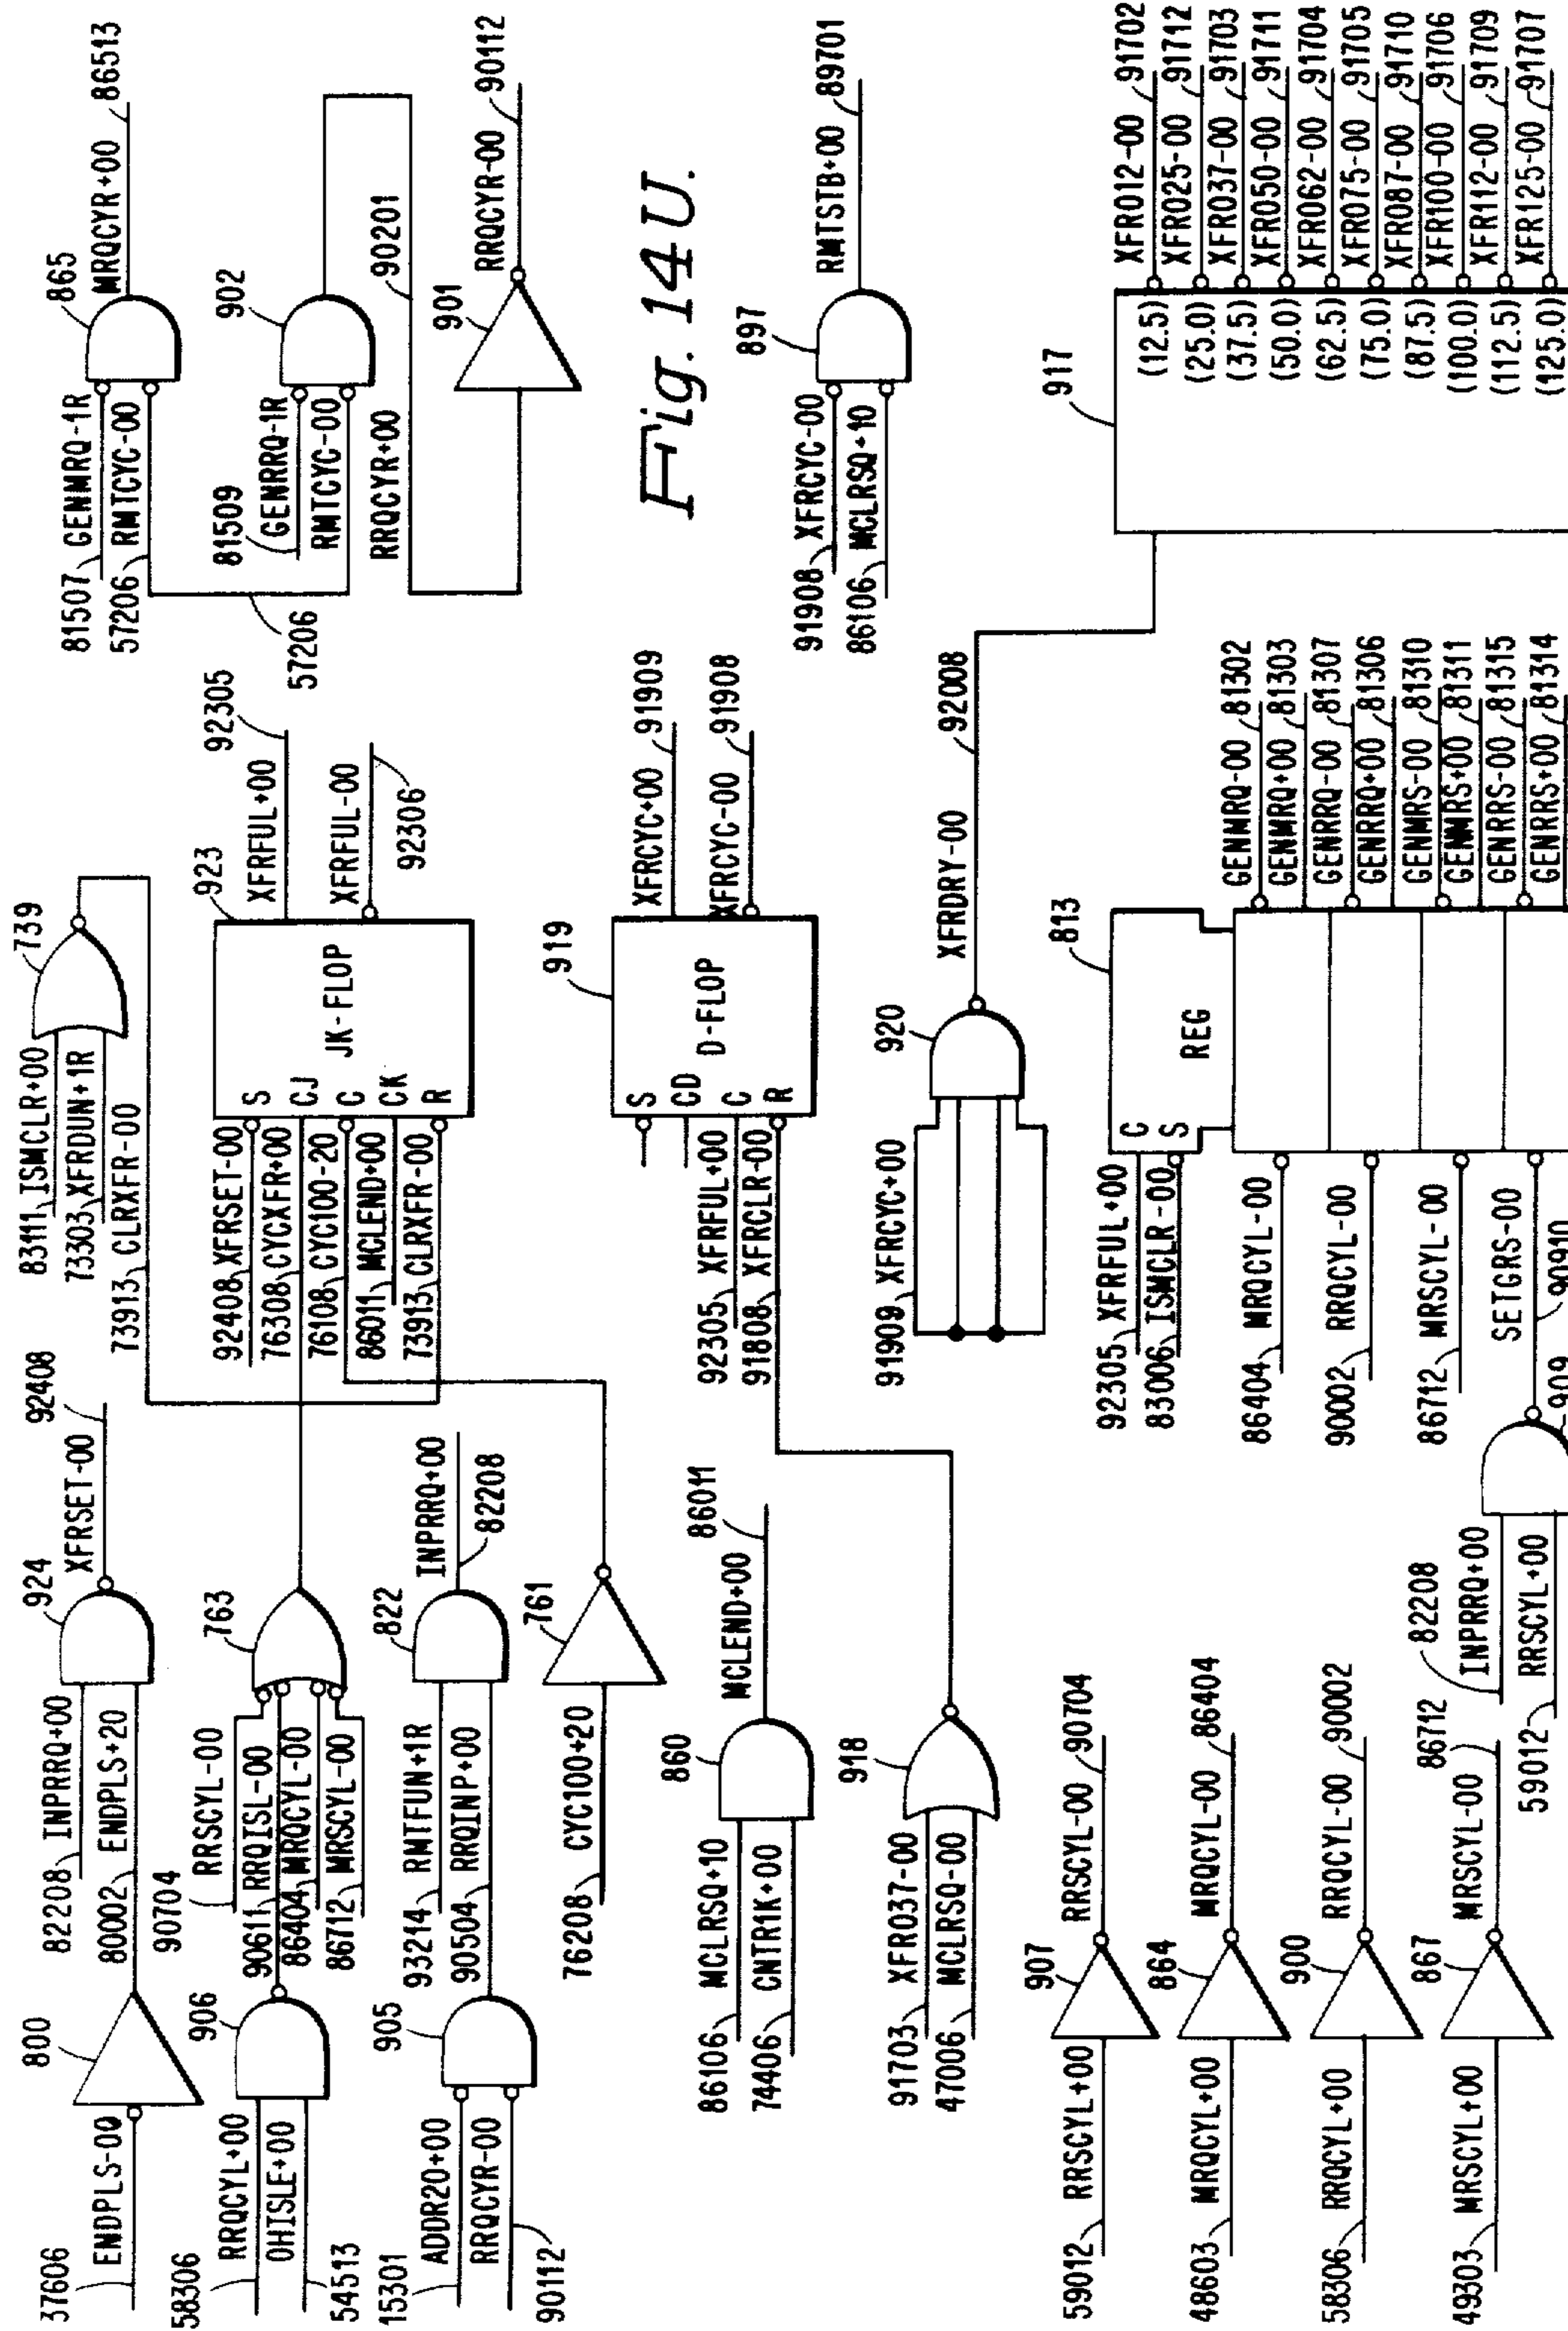 37606 ENDPLS-00
800
80002 ENDPLS+20
82208 INPRRQ+00
924
XFRSET-00
92408
58306
RRQCYL+00
OHISLE+00
54513
906
90704
RRSCYL-00
90611 RRQISL-00
86404 MRQCYL-00
86712 MRSCYL-00
763
15301
ADDR20+00
RRQCYR-00
90112
905
93214 RMTFUN+1R
90504 RRQINP+00
822
INPRRQ+00
82208
76208 CYC100+20
761
83111 ISMCLR+00
73303 XFRDUN+1R
73913 CLRXFR-00
739
92408 XFRSET-00
76308 CYCXFR+00
76108 CYC100-20
86011 MCLEND+00
73913 CLRXFR-00
S
CJ
C
CK
R
JK-FLOP
923
XFRFUL+00
92305
XFRFUL-00
92306
81507 GENMRQ-1R
57206 RMTCYC-00
865
MRQCYR+00
86513
57206
81509
GENRRQ-1R
RMTCYC-00
902
RRQCYR+00
90201
901
RRQCYR-00
90112
Fig. 14U.
86106 MCLRSQ+10
74406 CNTR1K+00
860
MCLEND+00
86011
91703 XFR037-00
47006 MCLRSQ-00
918
92305 XFRFUL+00
91808 XFRCLR-00
S
CD
C
R
D-FLOP
919
XFRCYC+00 91909
XFRCYC-00 91908
91908 XFRCYC-00
86106 MCLRSQ+10
897
RMTSTB+00 89701
91909 XFRCYC+00
920
XFRDRY-00
92008
917
(12.5) XFR012-00 91702
(25.0) XFR025-00 91712
(37.5) XFR037-00 91703
(50.0) XFR050-00 91711
(62.5) XFR062-00 91704
(75.0) XFR075-00 91705
(87.5) XFR087-00 91710
(100.0) XFR100-00 91706
(112.5) XFR112-00 91709
(125.0) XFR125-00 91707
59012 RRSCYL+00
907
RRSCYL-00 90704
48603 MRQCYL+00
864
MRQCYL-00 86404
58306 RRQCYL+00
900
RRQCYL-00 90002
49303 MRSCYL+00
867
MRSCYL-00
86712
92305 XFRFUL+00
83006 ISMCLR-00
86404 MRQCYL-00
90002 RRQCYL-00
86712 MRSCYL-00
82208
INPRRQ+00
RRSCYL+00
59012
909
SETGRS-00
90910
C
S
REG
813
GENMRQ-00 81302
GENMRQ+00 81303
GENRRQ-00 81307
GENRRQ+00 81306
GENMRS-00 81310
GENMRS+00 81311
GENRRS-00 81315
GENRRS+00 81314